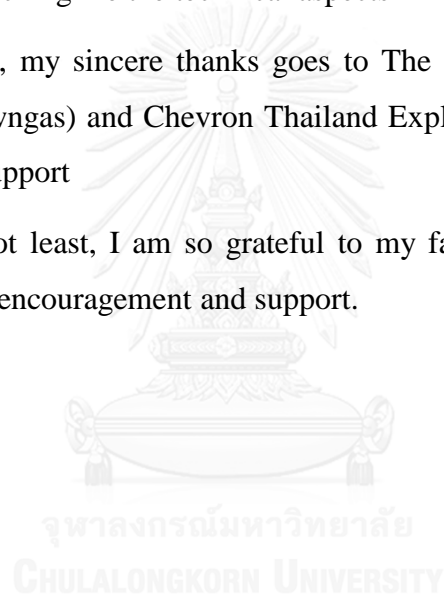 , my sincere thanks goes to The
yngas) and Chevron Thailand Expl
upport
ot least, I am so grateful to my fa
encouragement and support.
จุฬาลงกรณ์มหาวิทยาลัย
CHULALONGKORN UNIVERSITY